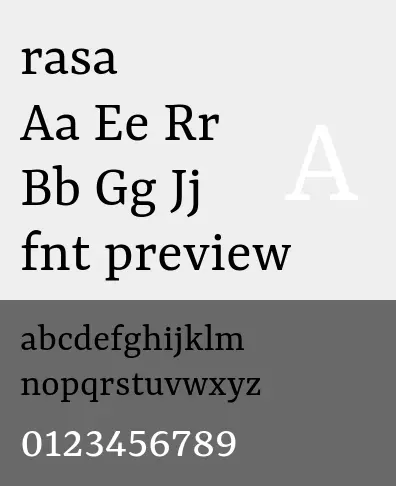 rasa
Aa Ee Rr
A
Bb Gg Jj
fnt preview
abcdefghijklm
nopqrstuvwxyz
0123456789